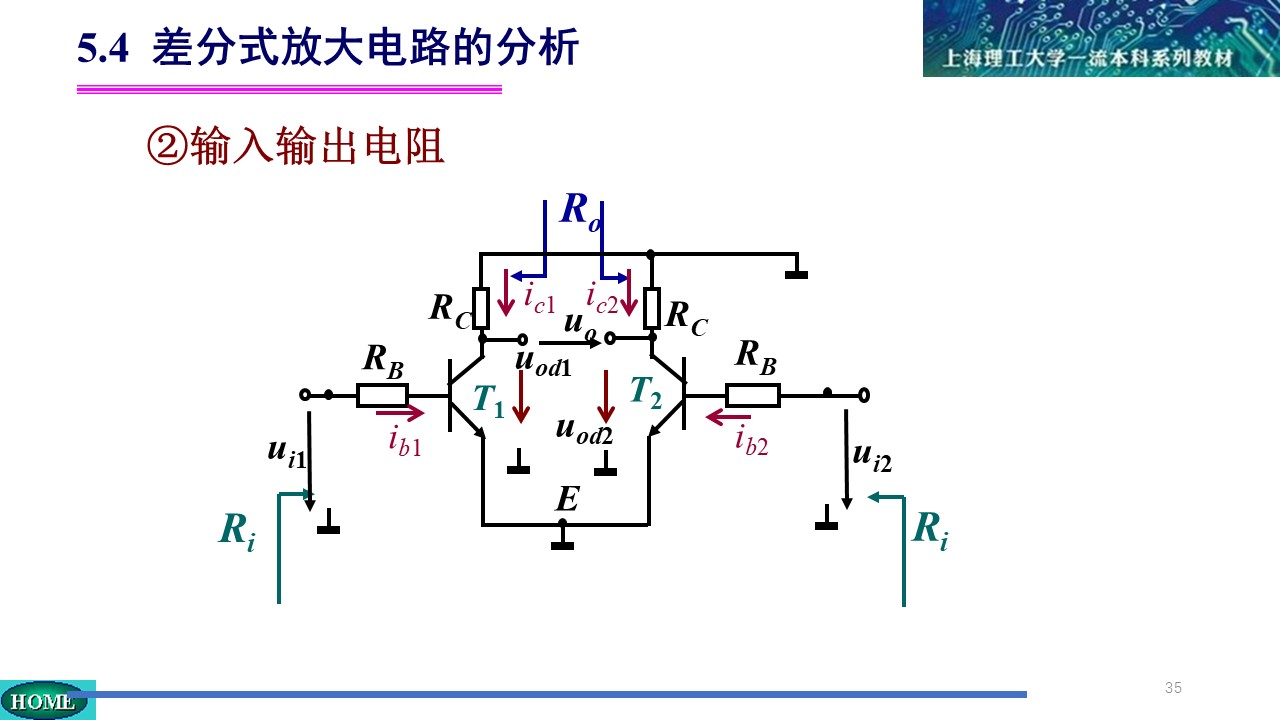 5.4 差分式放大电路的分析
上海理工大学一流本科系列教材
②输入输出电阻
Ro
RC
ic1
ic2
RC
uo
RB
uod1
RB
T1
T2
ib1
uod2
ib2
ui1
ui2
E
Ri
Ri
HOME
35